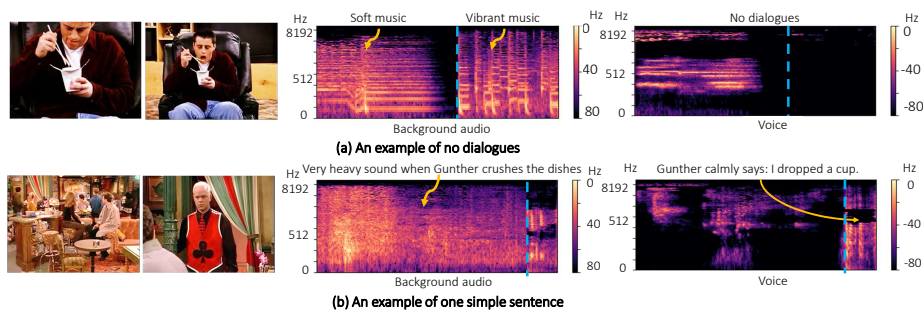 Hz Soft music Vibrant music Hz No dialogues Hz
8192 0 8192 0
512 -40 512 -40
0 80 0 -80
Background audio Voice
(a) An example of no dialogues
Hz Very heavy sound when Gunther crushes the dishes Hz Gunther calmly says: I dropped a cup. Hz
8192 0 8192 0
512 40 512 -40
0 80 0 -80
Background audio Voice
(b) An example of one simple sentence